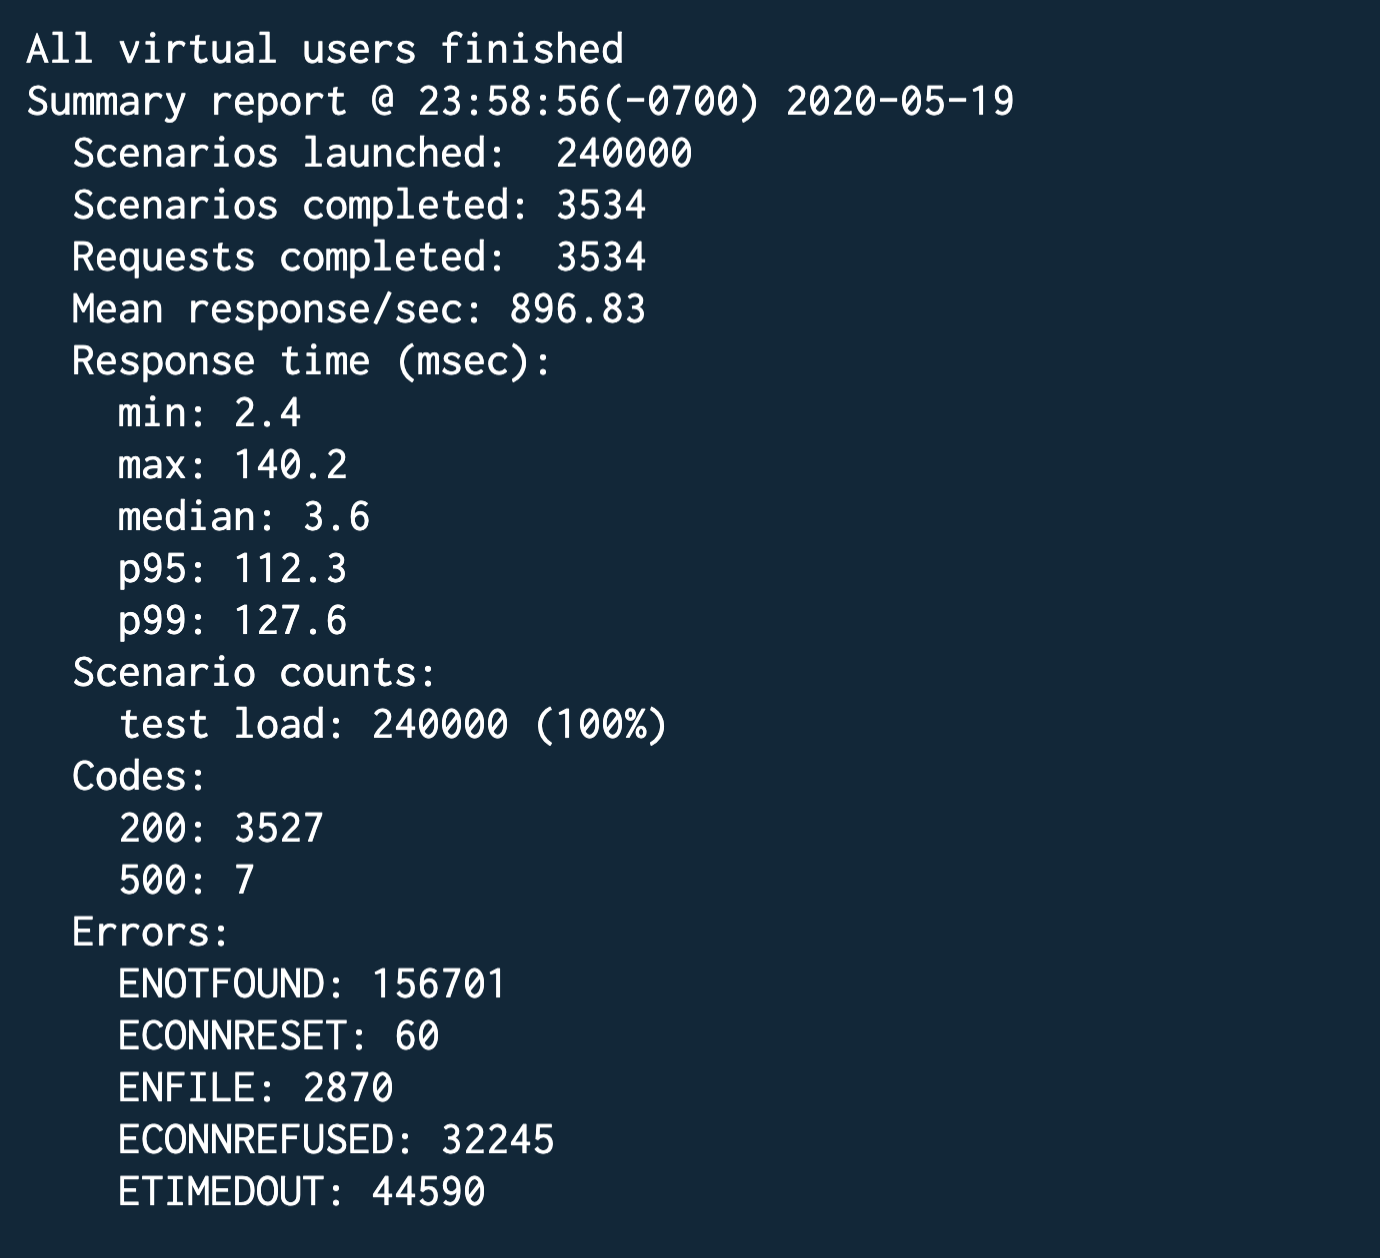 All virtual users finished
Summary report @ 23:58:56(-0700) 2020-05-19
  Scenarios launched:  240000
  Scenarios completed: 3534
  Requests completed:  3534
  Mean response/sec: 896.83
  Response time (msec):
    min: 2.4
    max: 140.2
    median: 3.6
    p95: 112.3
    p99: 127.6
  Scenario counts:
    test load: 240000 (100%)
  Codes:
    200: 3527
    500: 7
  Errors:
    ENOTFOUND: 156701
    ECONNRESET: 60
    ENFILE: 2870
    ECONNREFUSED: 32245
    ETIMEDOUT: 44590